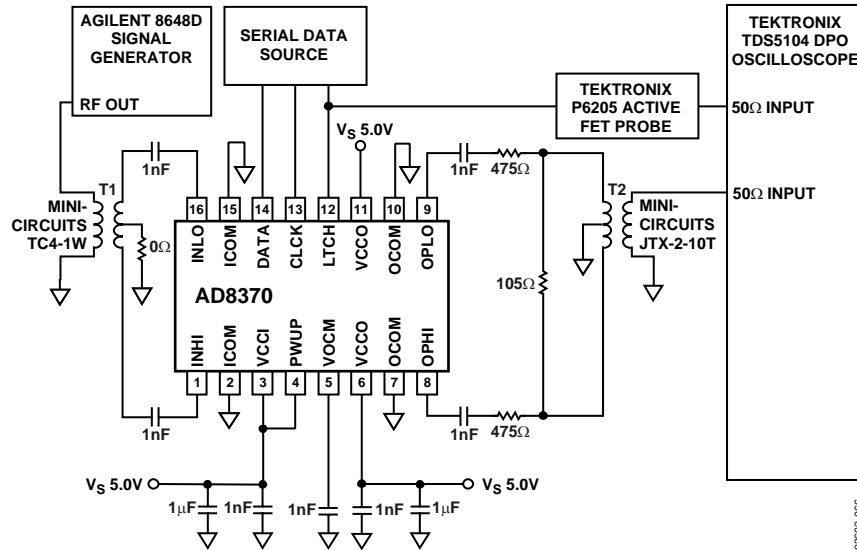 AGILENT 8648D
SIGNAL
GENERATOR
RF OUT
SERIAL DATA
SOURCE
TEKTRONIX
TDS5104 DPO
OSCILLOSCOPE
TEKTRONIX
P6205 ACTIVE
FET PROBE
50Ω INPUT
50Ω INPUT
VS 5.0V
1nF
1nF
475Ω
T1
T2
MINI-
CIRCUITS
TC4-1W
0Ω
MINI-
CIRCUITS
JTX-2-10T
105Ω
16 15 14 13 12 11 10 9
INLO ICOM DATA CLCK LTCH VCCO OCOM OPLO
AD8370
INHI ICOM VCCI PWUP VOCM VCCO OCOM OPHI
1 2 3 4 5 6 7 8
1nF
1nF
475Ω
VS 5.0V
VS 5.0V
1μF
1nF
1nF
1nF
1μF